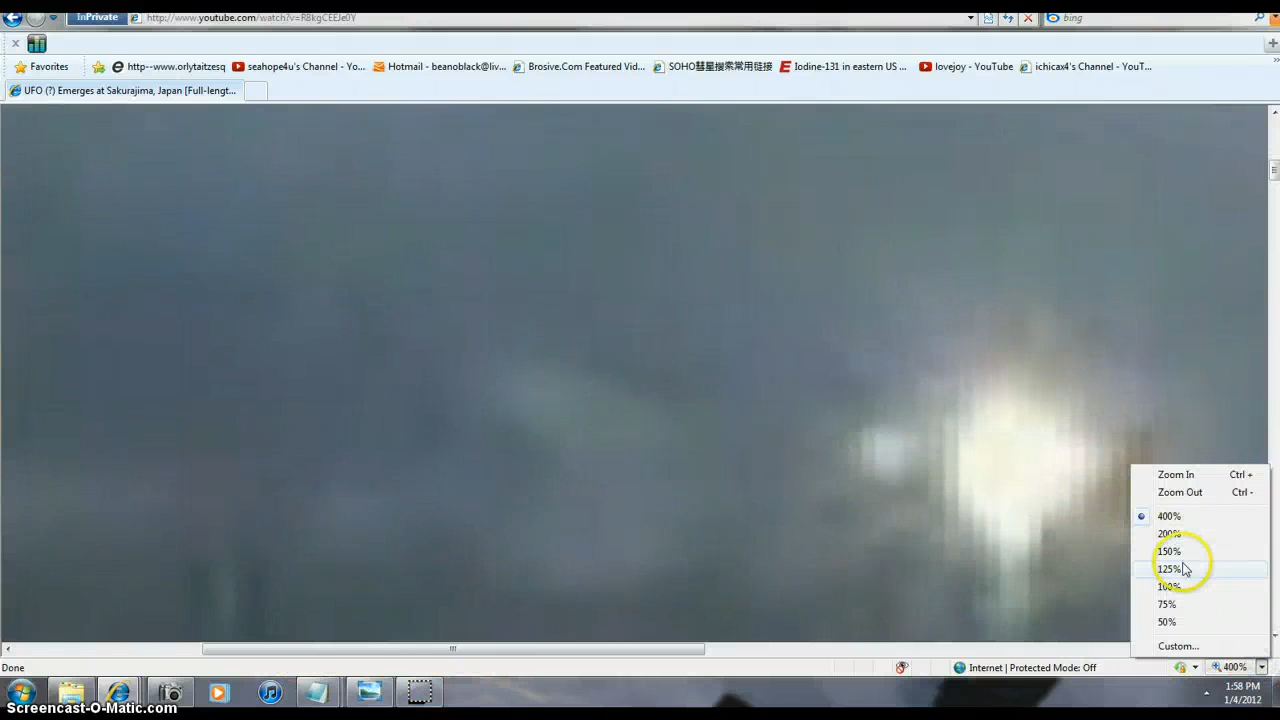 InPrivate
http://www.youtube.com/watch?v=R8kgCEEJe0Y
bing
Favorites
http--www.orlytaitzesq
seahope4u's Channel - Yo...
Hotmail - beanoblack@liv...
Brosive.Com Featured Vid...
SOHO彗星搜索常用链接
Iodine-131 in eastern US ...
lovejoy - YouTube
ichicax4's Channel - YouT...
UFO (?) Emerges at Sakurajima, Japan [Full-lengt...
Zoom In Ctrl +
Zoom Out Ctrl -
400%
200%
150%
125%
100%
75%
50%
Custom...
Done
Internet | Protected Mode: Off
400%
1:58 PM
1/4/2012
Screencast-O-Matic.com